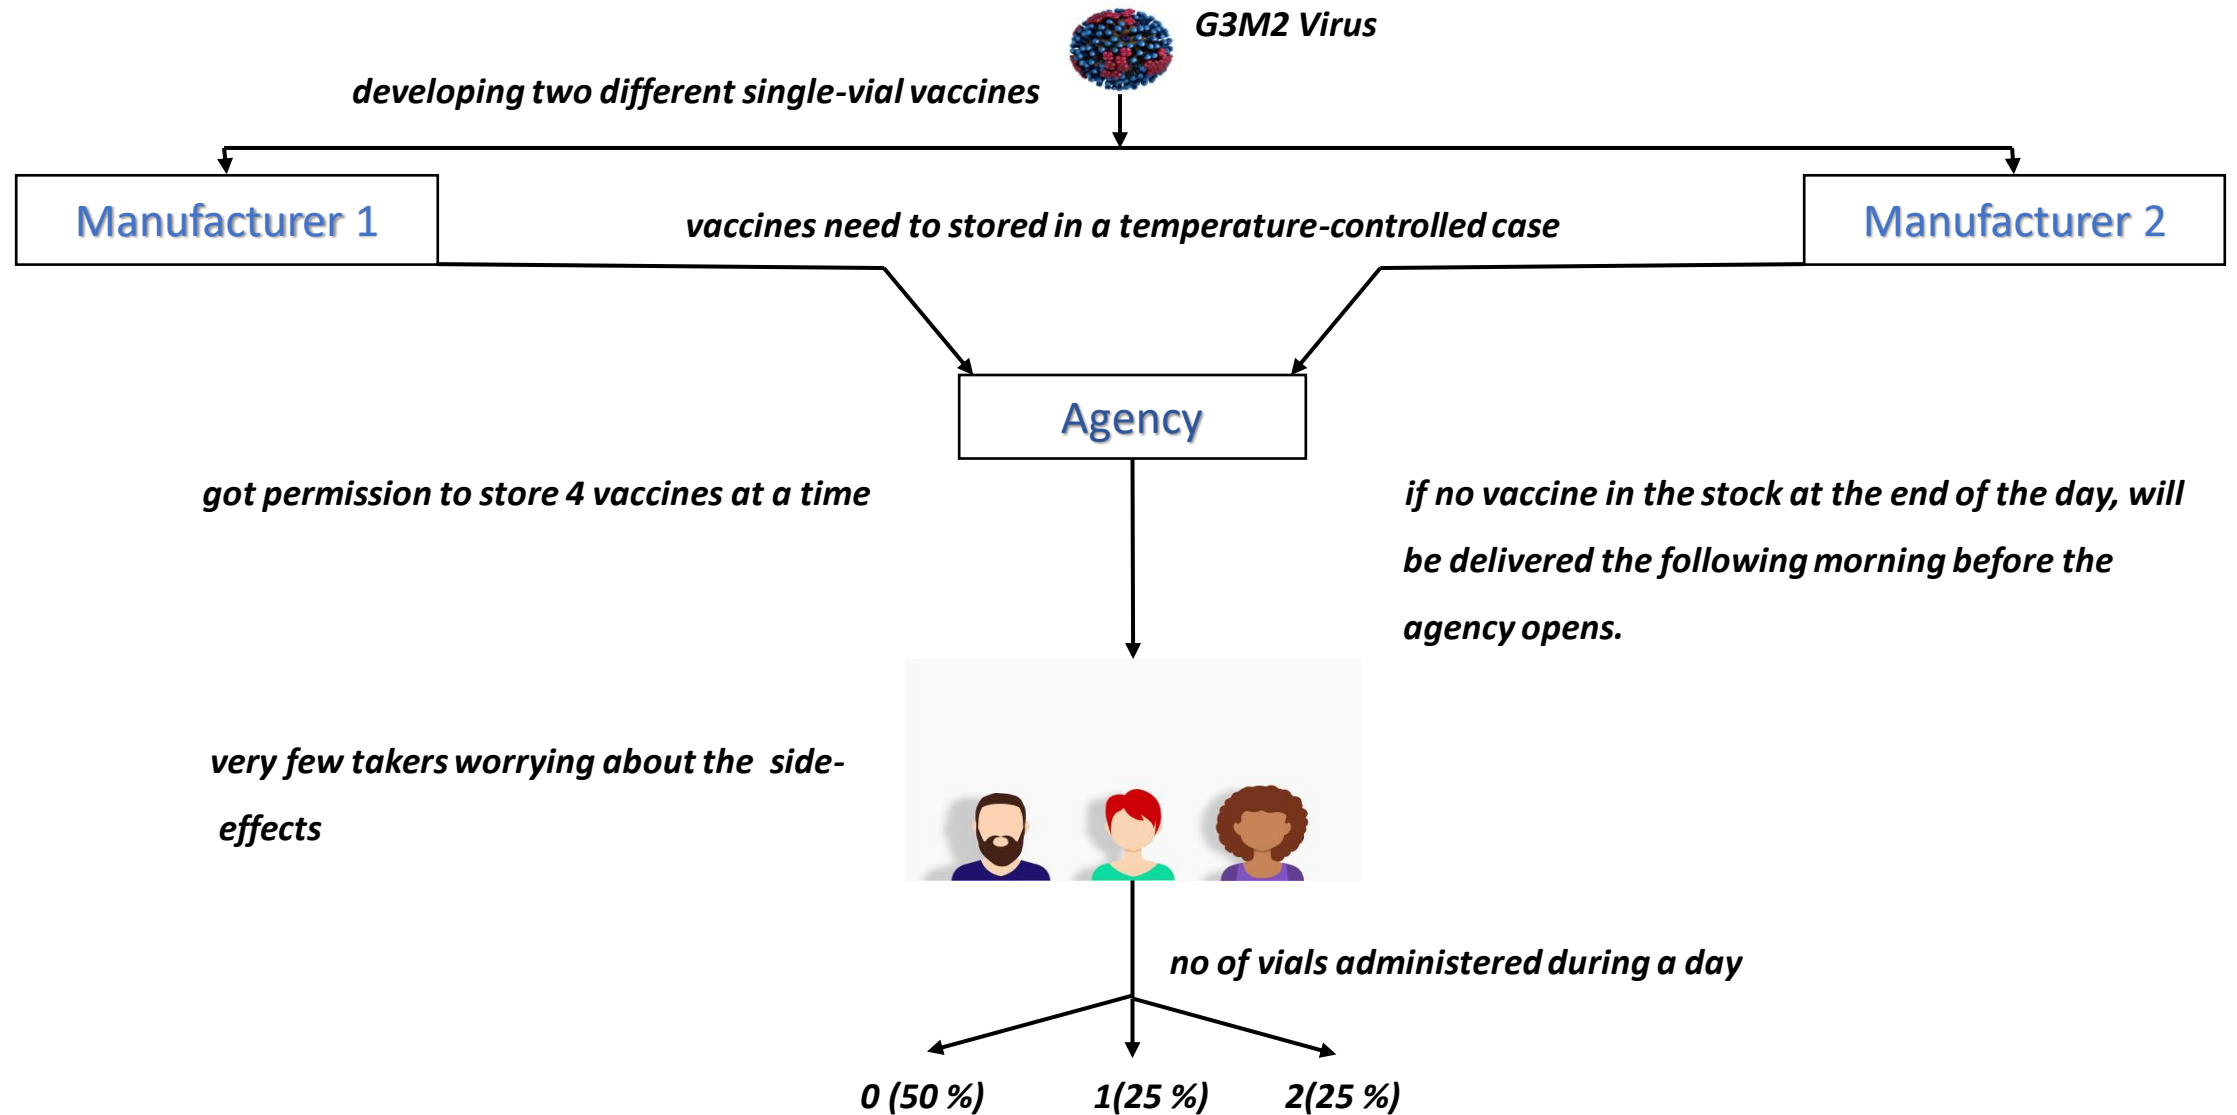 G3M2 Virus
developing two different single-vial vaccines
Manufacturer 1
vaccines need to stored in a temperature-controlled case
Manufacturer 2
Agency
got permission to store 4 vaccines at a time
if no vaccine in the stock at the end of the day, will
be delivered the following morning before the
agency opens.
very few takers worrying about the side-
effects
no of vials administered during a day
0 (50 %)
1(25 %)
2(25 %)